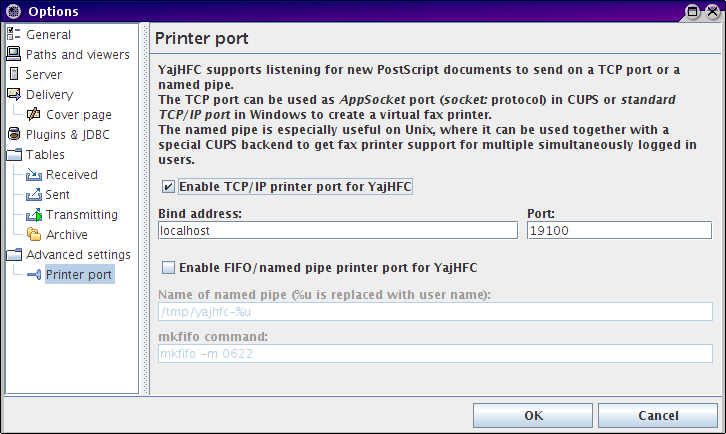 Options
General
Paths and viewers
Server
Delivery
Cover page
Plugins & JDBC
Tables
Received
Sent
Transmitting
Archive
Advanced settings
Printer port
Printer port
YajHFC supports listening for new PostScript documents to send on a TCP port or a
named pipe.
The TCP port can be used as AppSocket port (socket: protocol) in CUPS or standard
TCP/IP port in Windows to create a virtual fax printer.
The named pipe is especially useful on Unix, where it can be used together with a
special CUPS backend to get fax printer support for multiple simultaneously logged in
users.
Enable TCP/IP printer port for YajHFC
Bind address: Port:
localhost 19100
Enable FIFO/named pipe printer port for YajHFC
Name of named pipe (%u is replaced with user name):
/tmp/yajhfc-%u
mkfifo command:
mkfifo -m 0622
OK Cancel